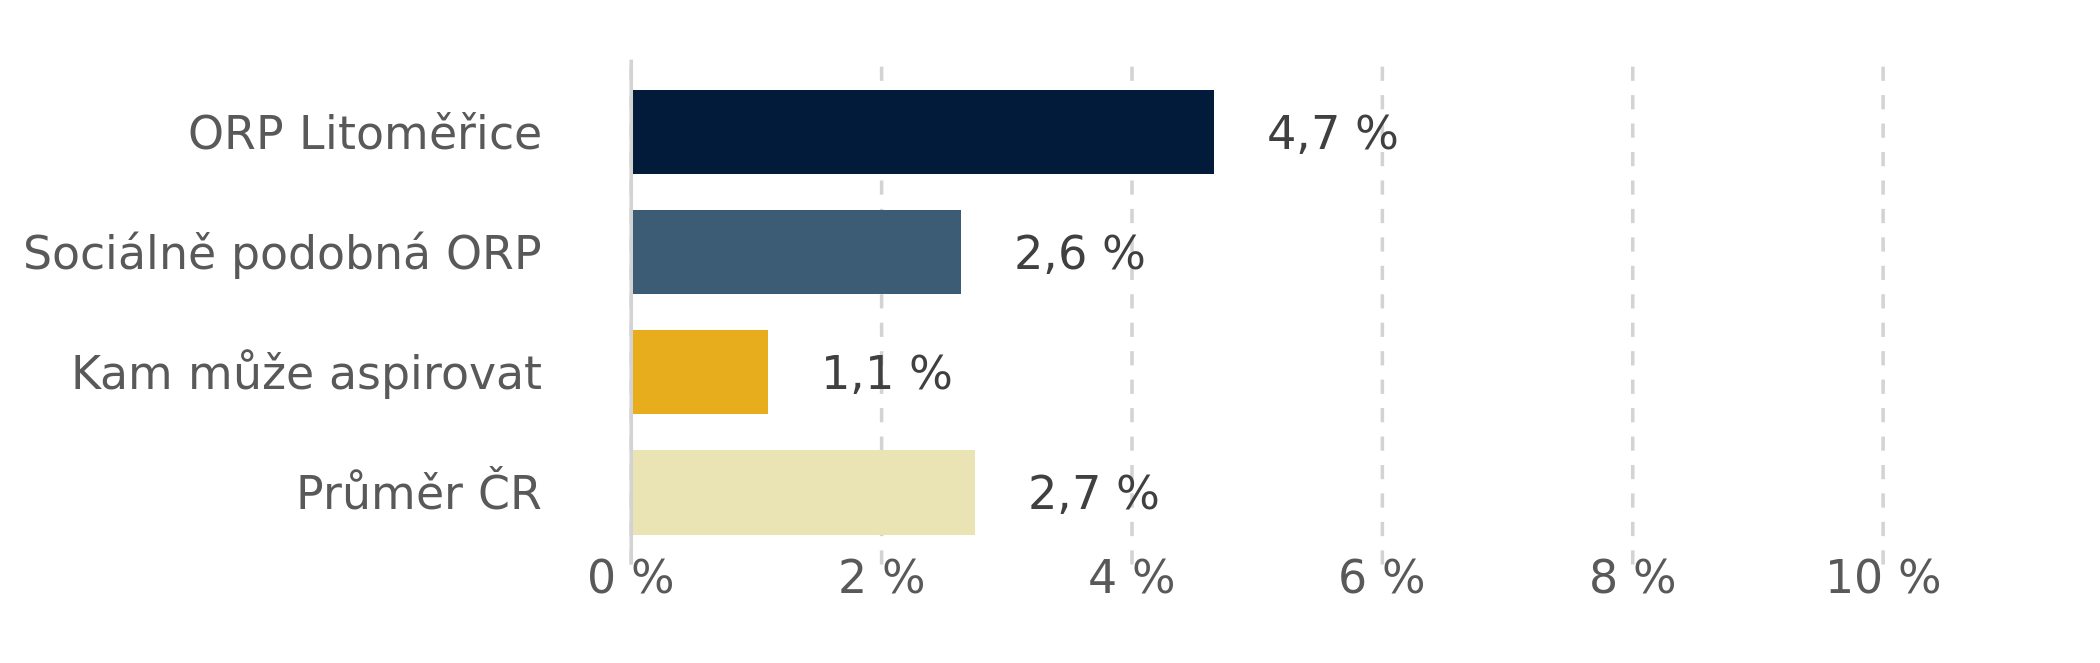 ORP Litoměřice 4,7 %
Sociálně podobná ORP 2,6 %
Kam může aspirovat 1,1 %
Průměr ČR 2,7 %
0 % 2 % 4 % 6 % 8 % 10 %